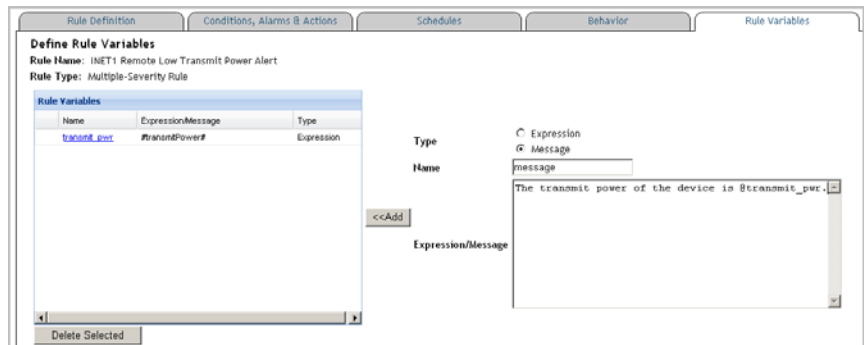 Rule Definition
Conditions, Alarms & Actions
Schedules
Behavior
Rule Variables
Define Rule Variables
Rule Name: INET1 Remote Low Transmit Power Alert
Rule Type: Multiple-Severity Rule
Rule Variables
Name Expression/Message Type
transmit_pwr #transmitPower# Expression
Type
Expression
Message
Name
message
<<Add
Expression/Message
The transmit power of the device is @transmit_pwr.
Delete Selected